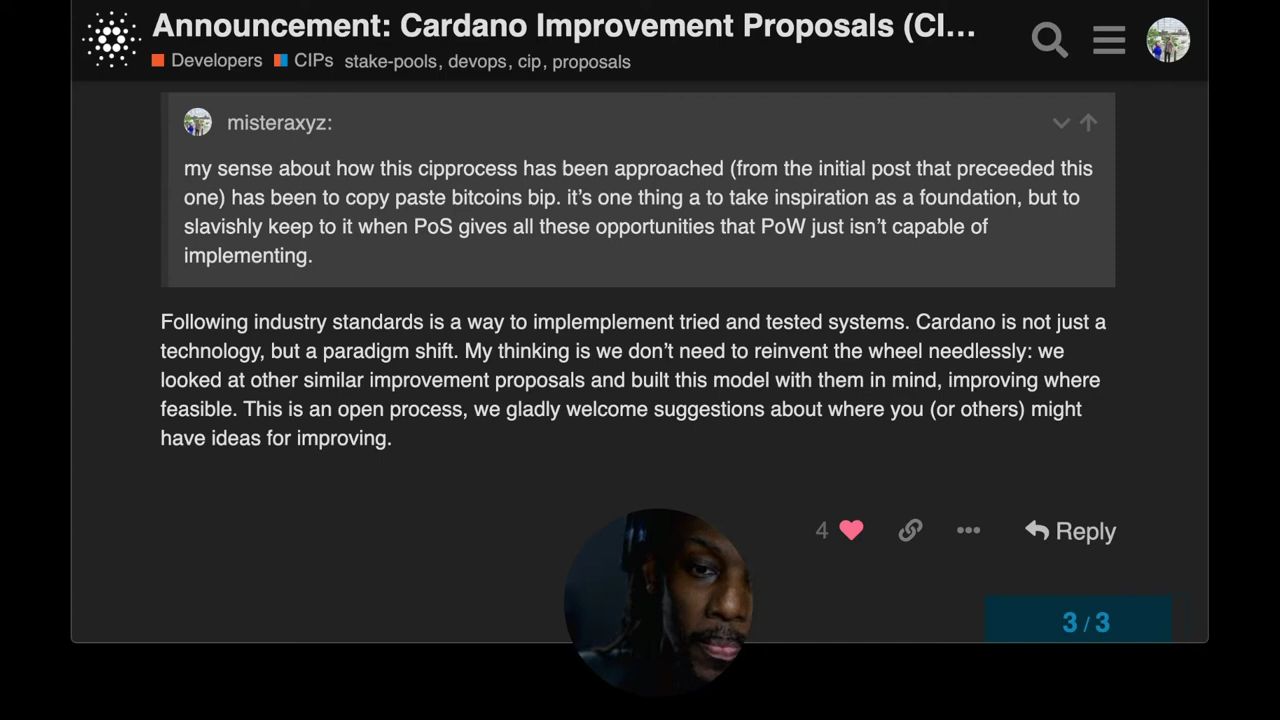 Announcement: Cardano Improvement Proposals (CI...
Developers CIPs stake-pools, devops, cip, proposals
misteraxyz:
my sense about how this cipprocess has been approached (from the initial post that preceeded this
one) has been to copy paste bitcoins bip. it’s one thing a to take inspiration as a foundation, but to
slavishly keep to it when PoS gives all these opportunities that PoW just isn’t capable of
implementing.
Following industry standards is a way to implemplement tried and tested systems. Cardano is not just a
technology, but a paradigm shift. My thinking is we don’t need to reinvent the wheel needlessly: we
looked at other similar improvement proposals and built this model with them in mind, improving where
feasible. This is an open process, we gladly welcome suggestions about where you (or others) might
have ideas for improving.
4 Reply
3 / 3